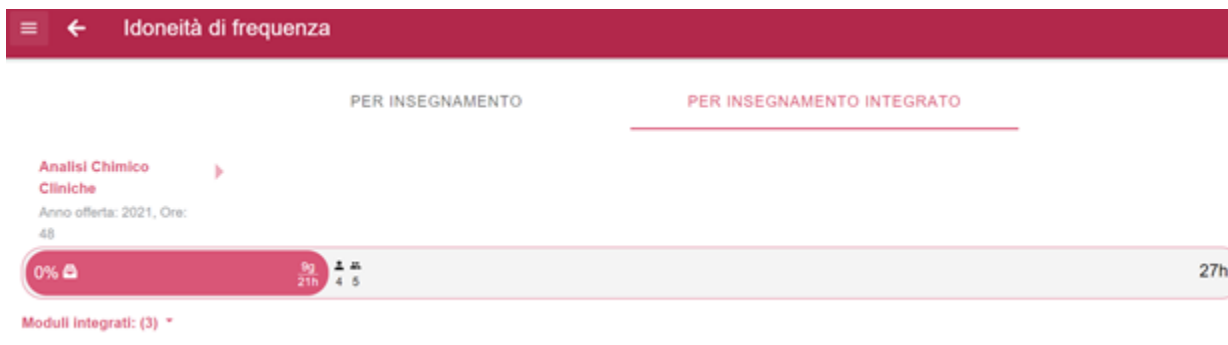 Idoneità di frequenza
PER INSEGNAMENTO
PER INSEGNAMENTO INTEGRATO
Analisi Chimico
Cliniche
Anno offerta: 2021, Ore:
48
0%
9g
21h
4 5
27h
Moduli integrati: (3)